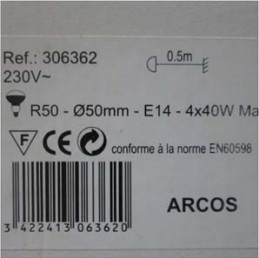 Ref.: 306362
230V~
0.5m
R50 - Ø50mm - E14 - 4x40W Ma
F CE conforme à la norme EN60598
3 422413 063620
ARCOS